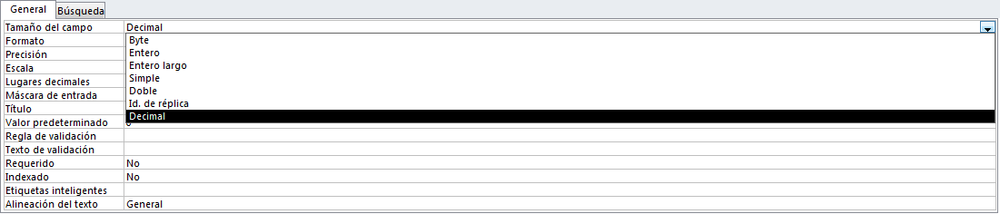 General Búsqueda
Tamaño del campo Decimal
Formato Byte
Precisión Entero
Escala Entero largo
Lugares decimales Simple
Máscara de entrada Doble
Título Id. de réplica
Decimal
Valor predeterminado
Regla de validación
Texto de validación
Requerido No
Indexado No
Etiquetas inteligentes
Alineación del texto General